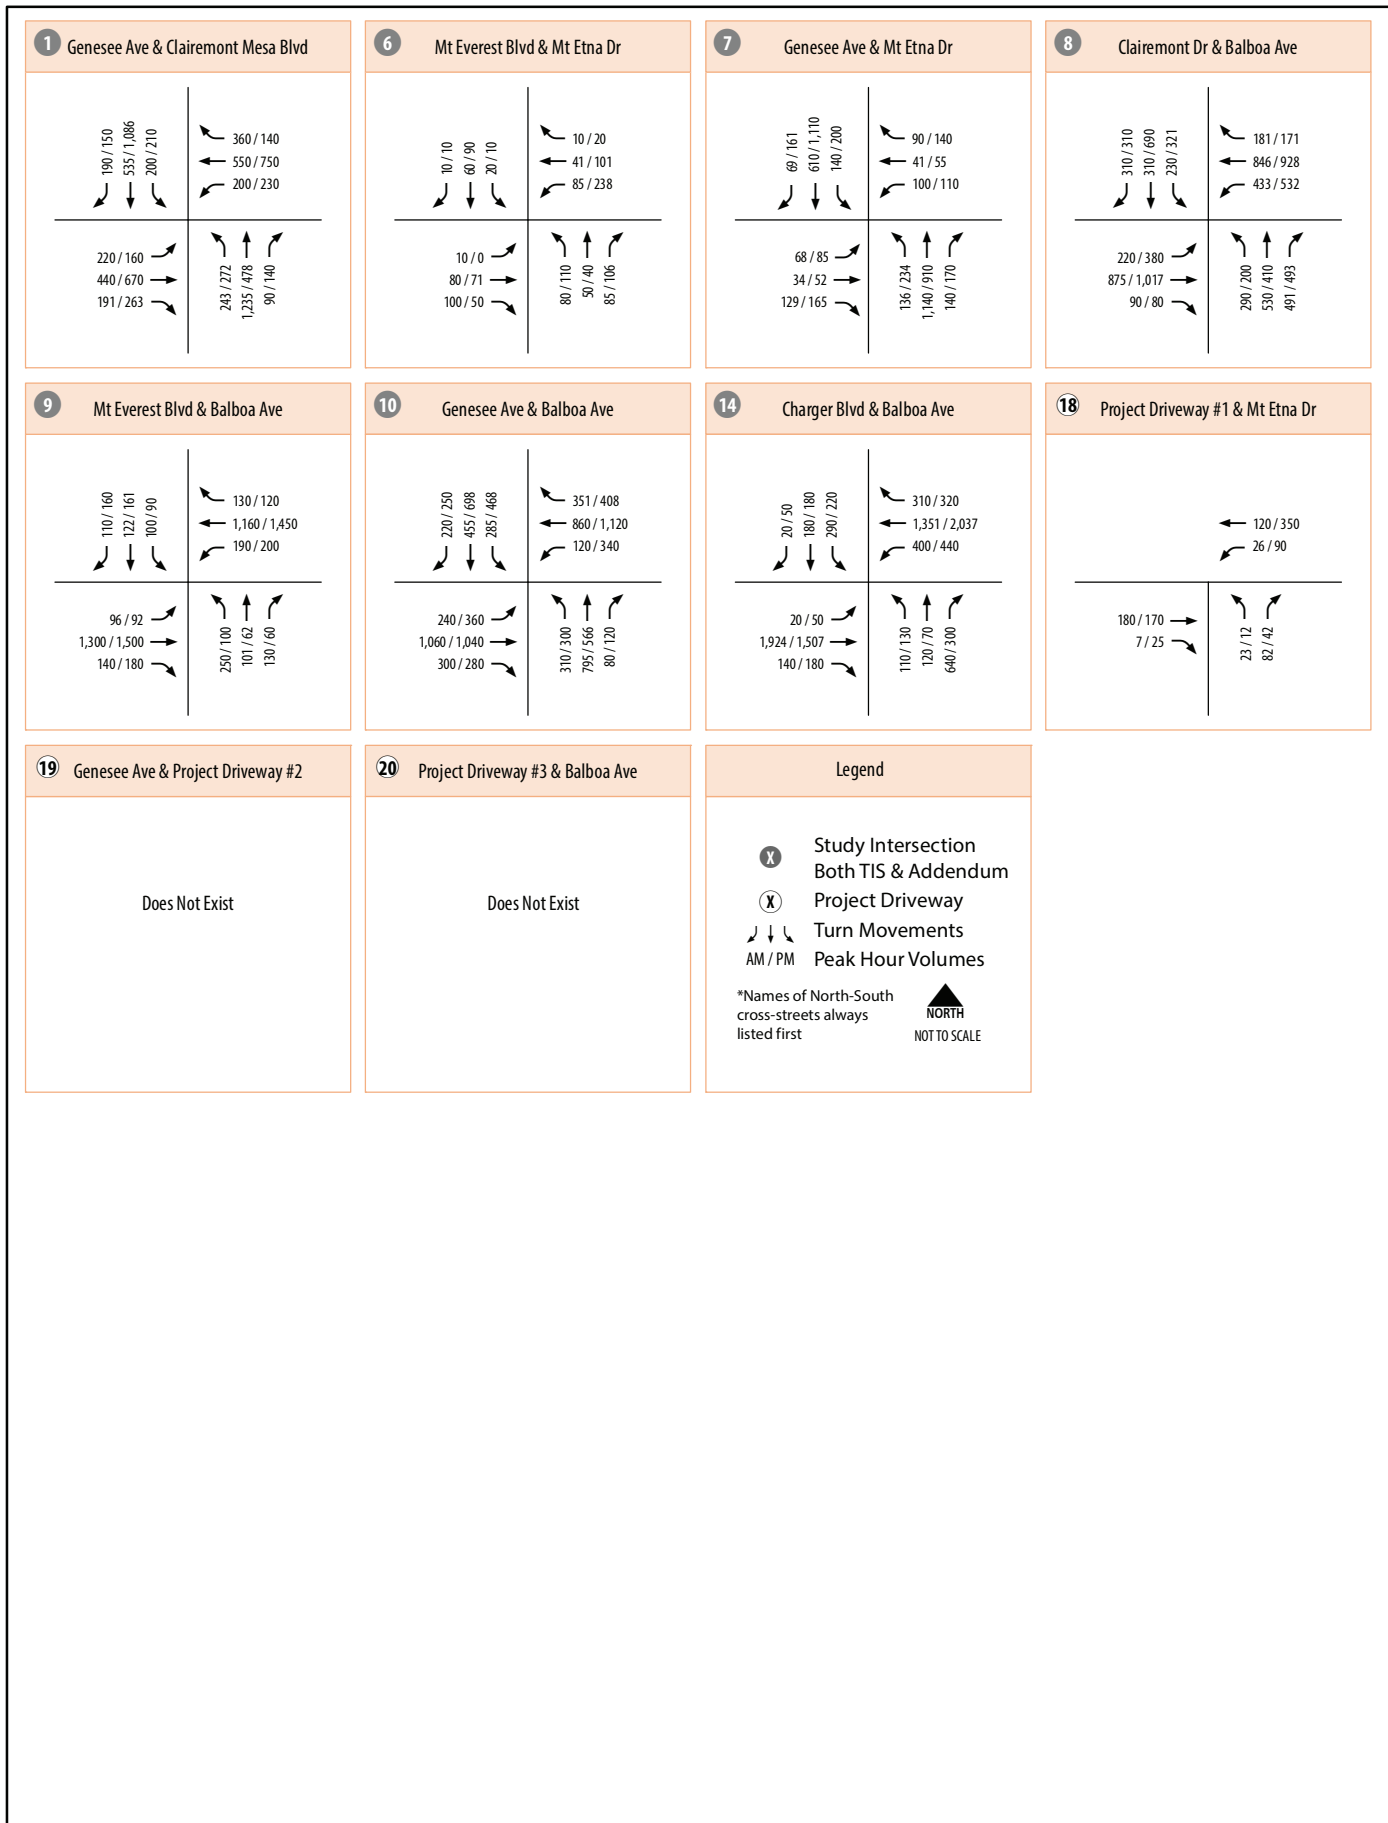 1 Genesee Ave & Clairemont Mesa Blvd
190 / 150
535 / 1,086
200 / 210
360 / 140
550 / 750
200 / 230
220 / 160
440 / 670
191 / 263
243 / 272
1,235 / 478
90 / 140
6 Mt Everest Blvd & Mt Etna Dr
10 / 10
60 / 90
20 / 10
10 / 20
41 / 101
85 / 238
10 / 0
80 / 71
100 / 50
80 / 110
50 / 40
85 / 106
7 Genesee Ave & Mt Etna Dr
69 / 161
610 / 1,110
140 / 200
90 / 140
41 / 55
100 / 110
68 / 85
34 / 52
129 / 165
136 / 234
1,140 / 910
140 / 170
8 Clairemont Dr & Balboa Ave
310 / 310
310 / 690
230 / 321
181 / 171
846 / 928
433 / 532
220 / 380
875 / 1,017
90 / 80
290 / 200
530 / 410
491 / 493
9 Mt Everest Blvd & Balboa Ave
110 / 160
122 / 161
100 / 90
130 / 120
1,160 / 1,450
190 / 200
96 / 92
1,300 / 1,500
140 / 180
250 / 100
101 / 62
130 / 60
10 Genesee Ave & Balboa Ave
220 / 250
455 / 698
285 / 468
351 / 408
860 / 1,120
120 / 340
240 / 360
1,060 / 1,040
300 / 280
310 / 300
795 / 566
80 / 120
14 Charger Blvd & Balboa Ave
20 / 50
180 / 180
290 / 220
310 / 320
1,351 / 2,037
400 / 440
20 / 50
1,924 / 1,507
140 / 180
110 / 130
120 / 70
640 / 300
18 Project Driveway #1 & Mt Etna Dr
120 / 350
26 / 90
180 / 170
7 / 25
23 / 12
82 / 42
19 Genesee Ave & Project Driveway #2
Does Not Exist
20 Project Driveway #3 & Balboa Ave
Does Not Exist
Legend
X Study Intersection
Both TIS & Addendum
X Project Driveway
Turn Movements
AM / PM Peak Hour Volumes
*Names of North-South
cross-streets always
listed first
NORTH
NOT TO SCALE